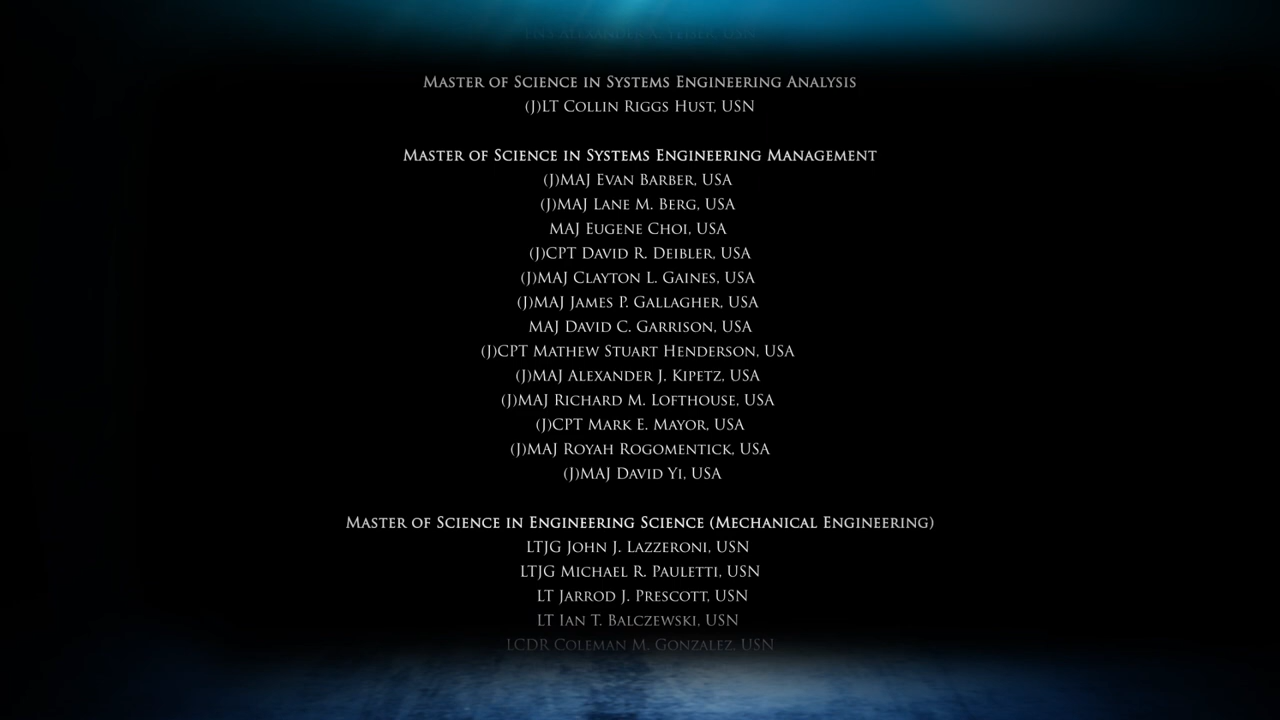 Master of Science in Systems Engineering Analysis
(J)LT Collin Riggs Hust, USN
Master of Science in Systems Engineering Management
(J)MAJ Evan Barber, USA
(J)MAJ Lane M. Berg, USA
MAJ Eugene Choi, USA
(J)CPT David R. Deibler, USA
(J)MAJ Clayton L. Gaines, USA
(J)MAJ James P. Gallagher, USA
MAJ David C. Garrison, USA
(J)CPT Mathew Stuart Henderson, USA
(J)MAJ Alexander J. Kipetz, USA
(J)MAJ Richard M. Lofthouse, USA
(J)CPT Mark E. Mayor, USA
(J)MAJ Royah Rogomentick, USA
(J)MAJ David Yi, USA
Master of Science in Engineering Science (Mechanical Engineering)
LTJG John J. Lazzeroni, USN
LTJG Michael R. Pauletti, USN
LT Jarrod J. Prescott, USN
LT Ian T. Balczewski, USN
LCDR Coleman M. Gonzalez, USN